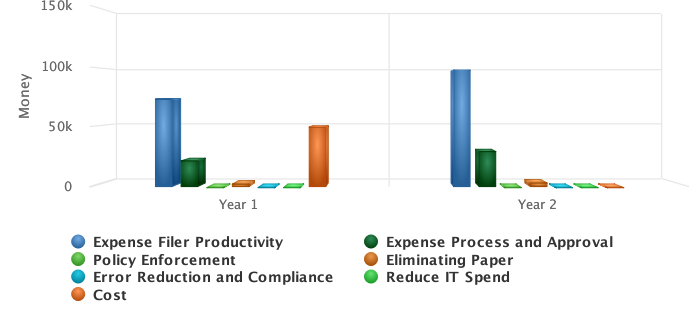 150k
100k
50k
0
Money
Year 1 Year 2
Expense Filer Productivity Expense Process and Approval
Policy Enforcement Eliminating Paper
Error Reduction and Compliance Reduce IT Spend
Cost